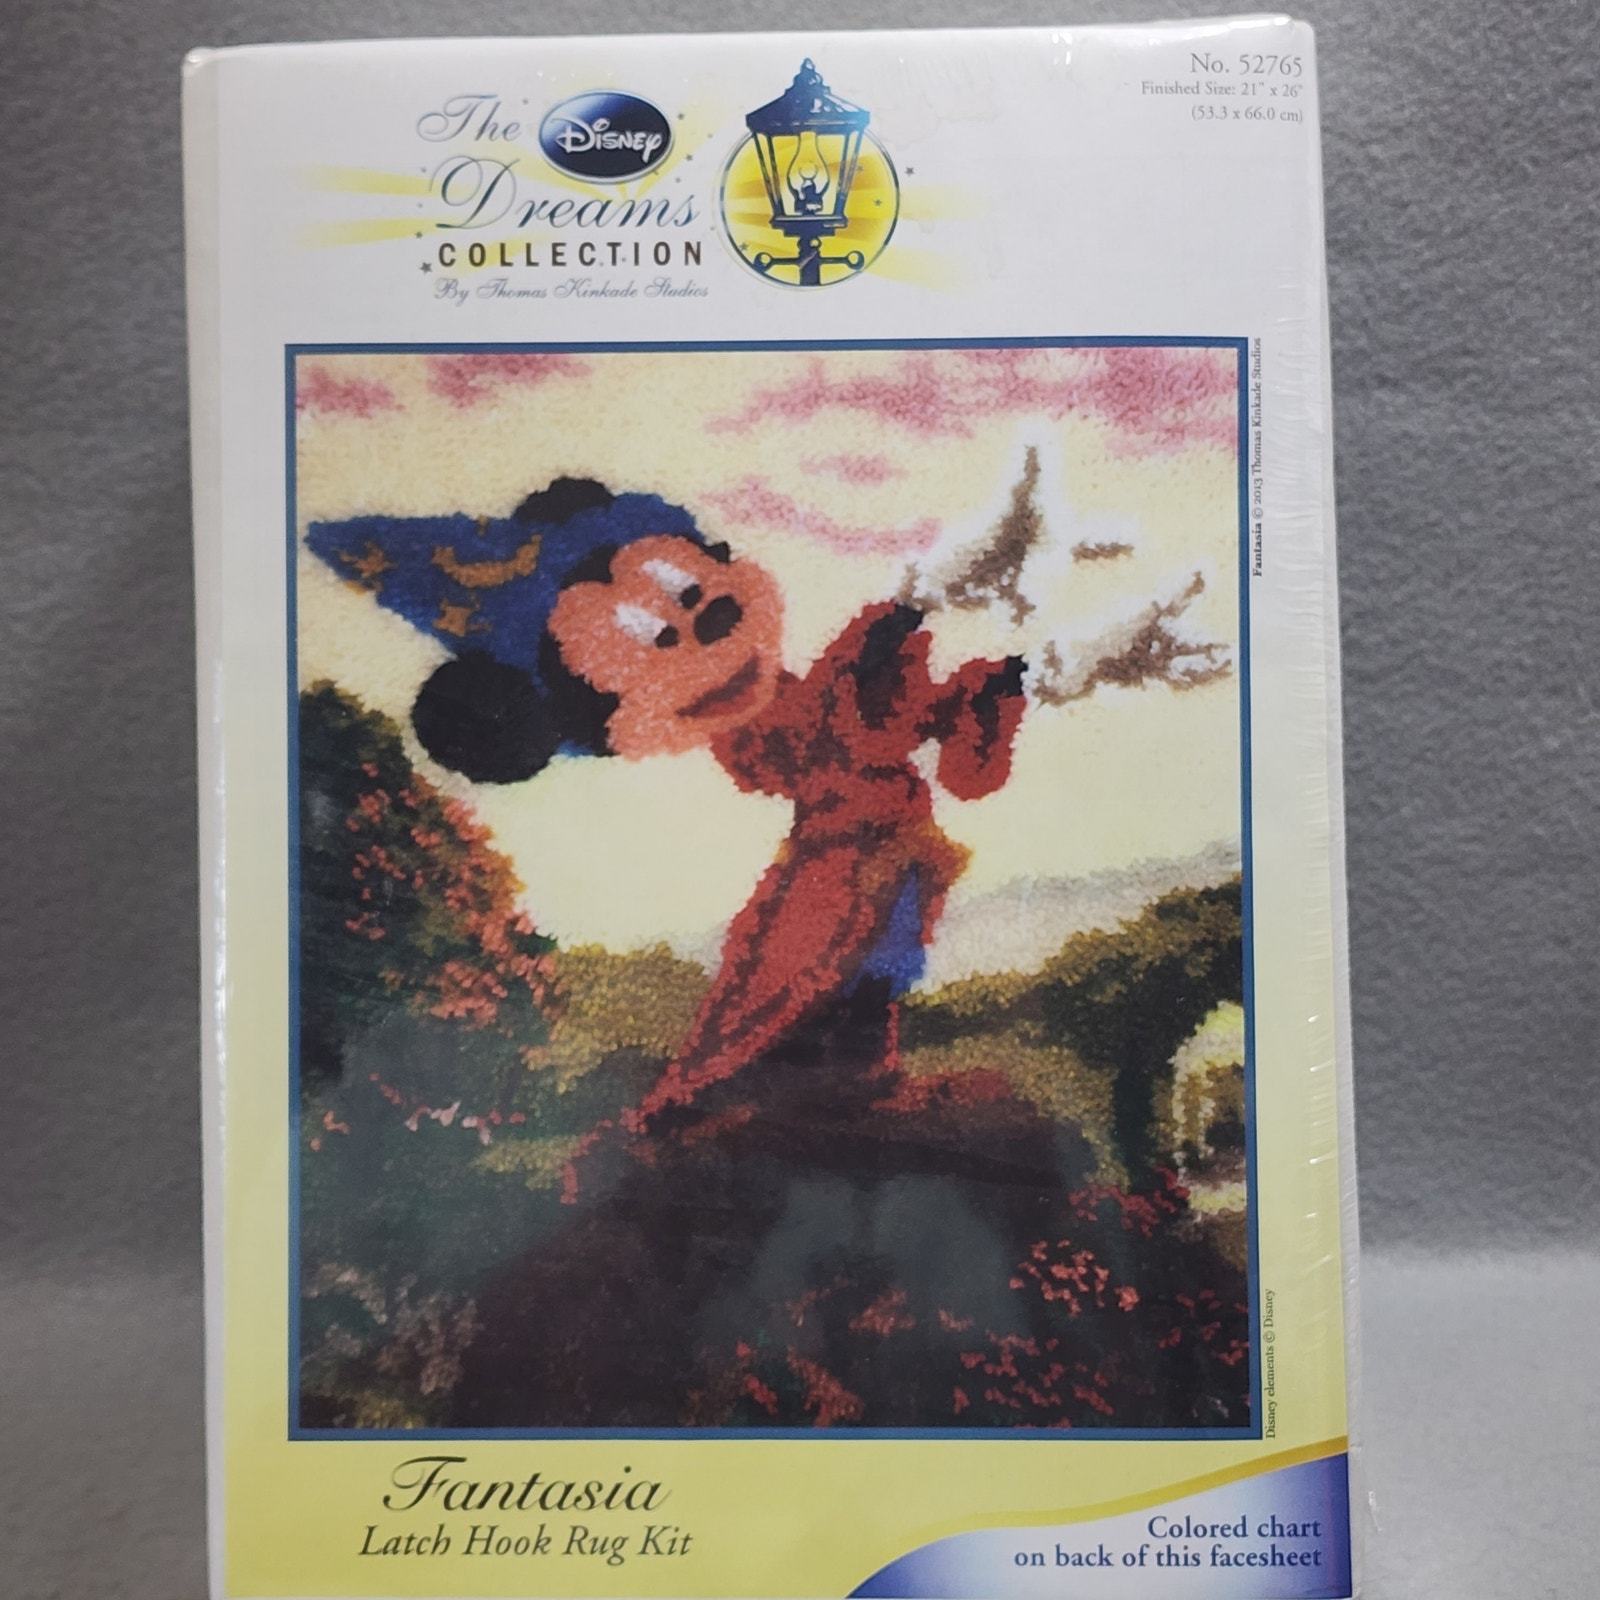 No. 52765
Finished Size: 21" x 26"
(53.3 x 66.0 cm)
The Disney
Dreams
COLLECTION
By Thomas Kinkade Studios
Fantasia © 2013 Thomas Kinkade Studios
Disney elements © Disney
Fantasia
Latch Hook Rug Kit
Colored chart
on back of this facesheet